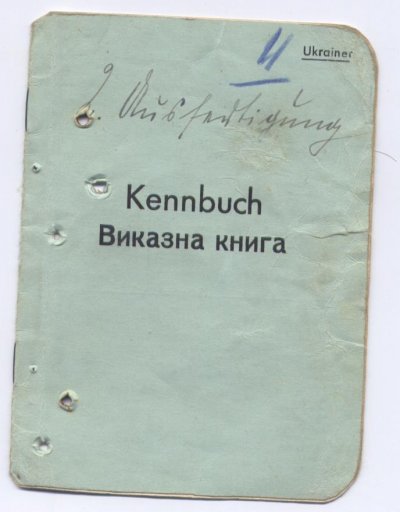 Ukrainer
2. Ausfertigung
Kennbuch
Виказна книга